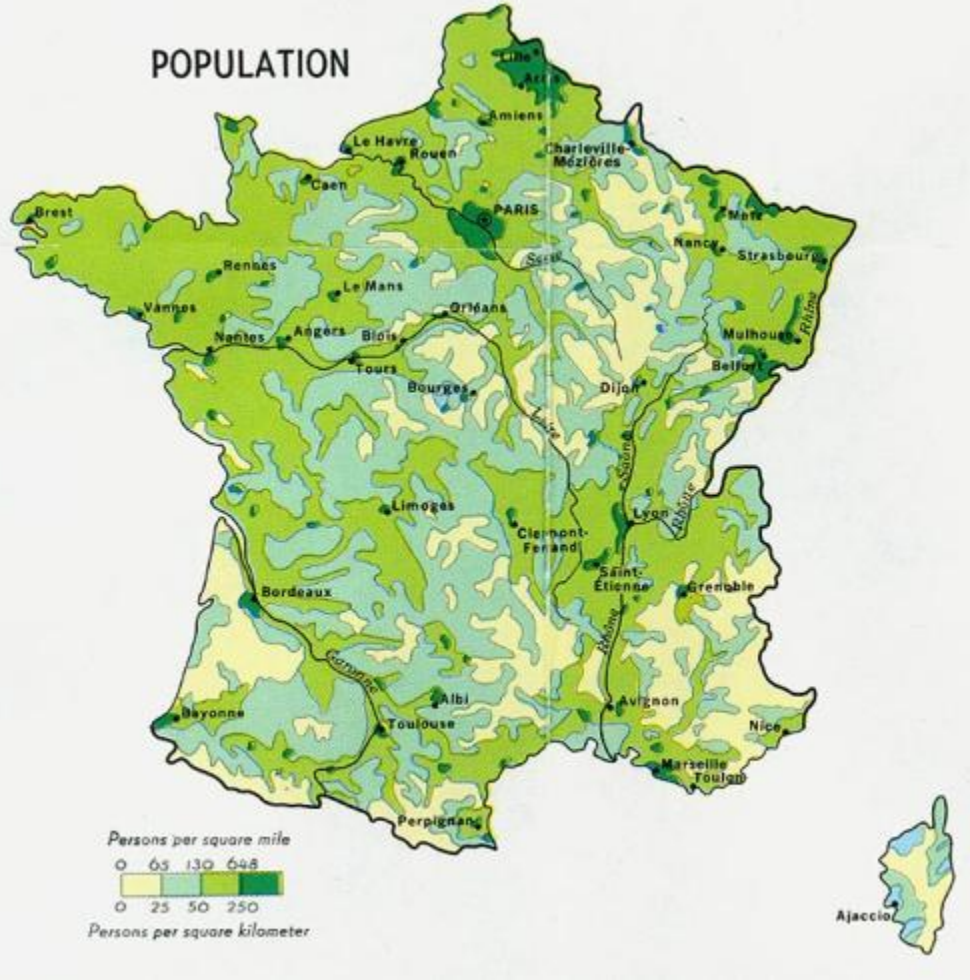 POPULATION
Lille
Arras
Amiens
Le Havre
Rouen
Charleville-
Mézières
Caen
Brest
PARIS
Metz
Nancy
Strasbourg
Seine
Rennes
Le Mans
Vannes
Orléans
Rhine
Nantes
Angers
Blois
Mulhouse
Tours
Belfort
Bourges
Dijon
Loire
Saône
Limoges
Rhône
Lyon
Clermont-
Ferrand
Saint-
Étienne
Grenoble
Bordeaux
Rhône
Garonne
Albi
Avignon
Bayonne
Toulouse
Nice
Marseille
Toulon
Perpignan
Persons per square mile
0 65 130 648
0 25 50 250
Persons per square kilometer
Ajaccio